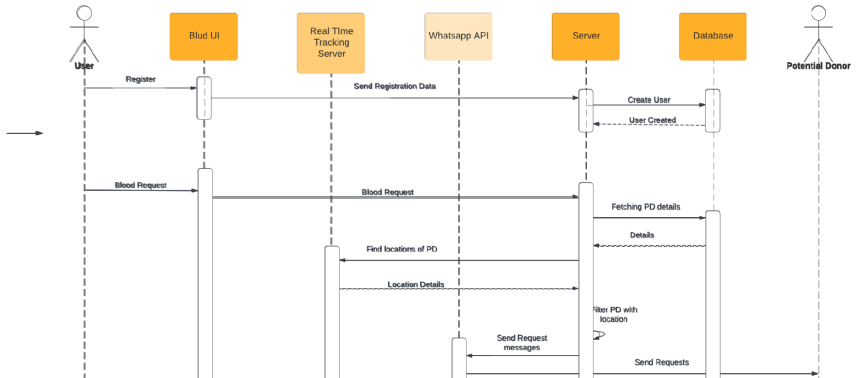 Blud UI
Real TIme
Tracking
Server
Whatsapp API
Server
Database
User
Potential Donor
Register
Send Registration Data
Create User
User Created
Blood Request
Blood Request
Fetching PD details
Details
Find locations of PD
Location Details
Filter PD with
location
Send Request
messages
Send Requests